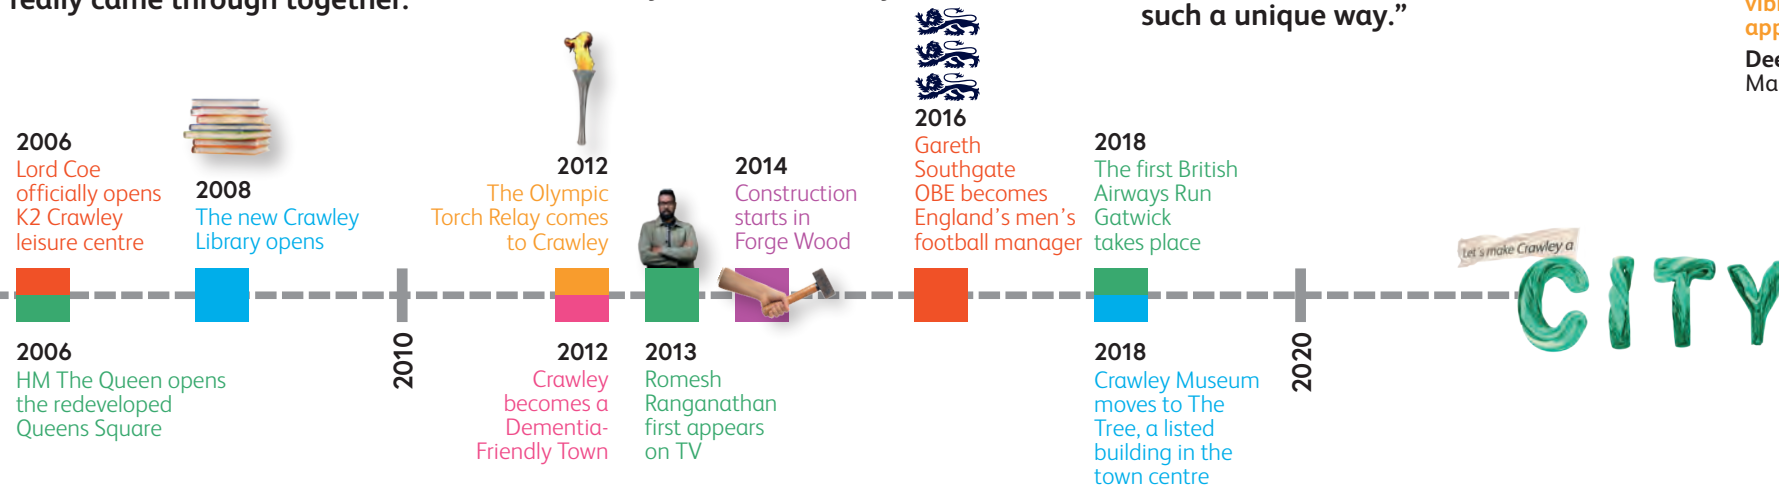 really came through together.
such a unique way.”
2006
Lord Coe
officially opens
K2 Crawley
leisure centre
2008
The new Crawley
Library opens
2012
The Olympic
Torch Relay comes
to Crawley
2014
Construction
starts in
Forge Wood
2016
Gareth
Southgate
OBE becomes
England’s men’s
football manager
2018
The first British
Airways Run
Gatwick
takes place
Let’s make Crawley a
CITY
2006
HM The Queen opens
the redeveloped
Queens Square
2010
2012
Crawley
becomes a
Dementia-
Friendly Town
2013
Romesh
Ranganathan
first appears
on TV
2018
Crawley Museum
moves to The
Tree, a listed
building in the
town centre
2020